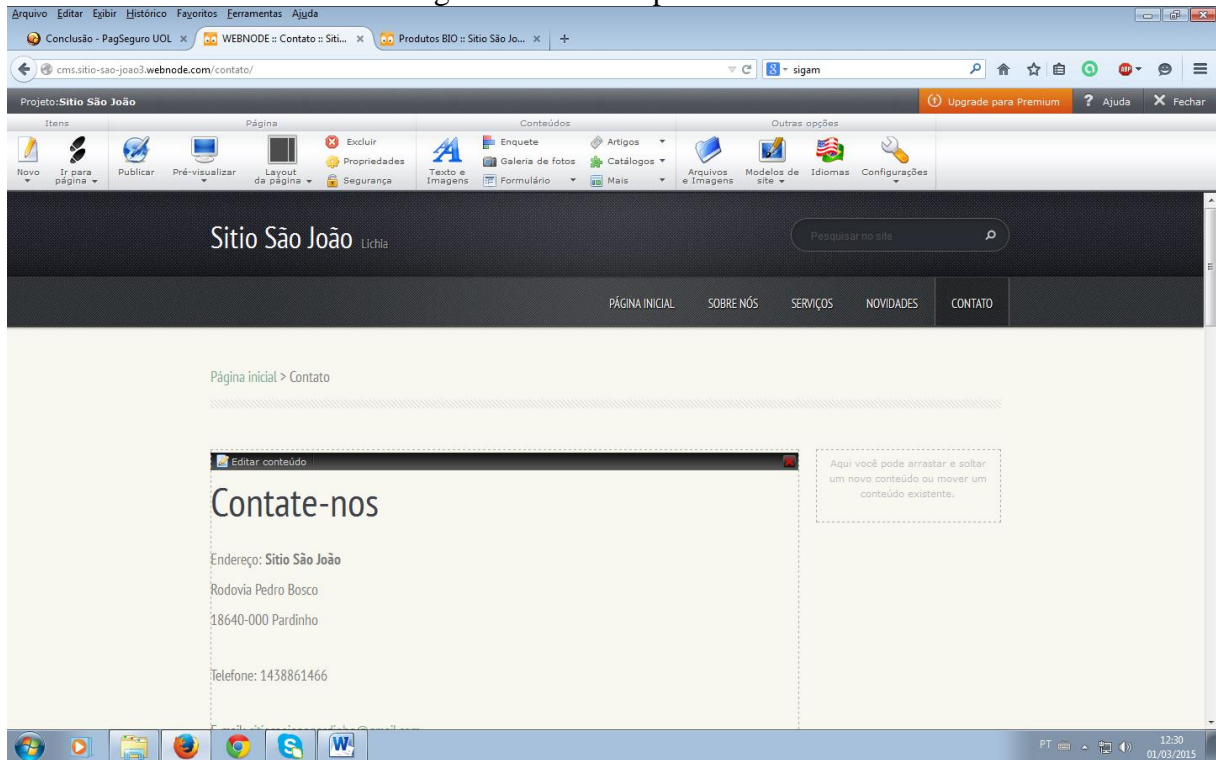 Arquivo Editar Exibir Histórico Favoritos Ferramentas Ajuda
Conclusão - PagSeguro UOL × WEBNODE :: Contato :: Siti... × Produtos BIO :: Sitio São Jo... × +
cms.sitio-sao-joao3.webnode.com/contato/ sigam
Projeto:Sitio São João Upgrade para Premium ? Ajuda X Fechar
Itens Página Conteúdos Outras opções
Novo Ir para página Publicar Pré-visualizar Layout da página Excluir Propriedades Segurança Texto e Imagens Enquete Galeria de fotos Formulário Artigos Catálogos Mais Arquivos e Imagens Modelos de site Idiomas Configurações
Sitio São João Lichia Pesquisar no site
PÁGINA INICIAL SOBRE NÓS SERVIÇOS NOVIDADES CONTATO
Página inicial > Contato
Editar conteúdo
Aqui você pode arrastar e soltar
um novo conteúdo ou mover um
conteúdo existente.
Contate-nos
Endereço: Sitio São João
Rodovia Pedro Bosco
18640-000 Pardinho
Telefone: 1438861466
PT 12:30
01/03/2015